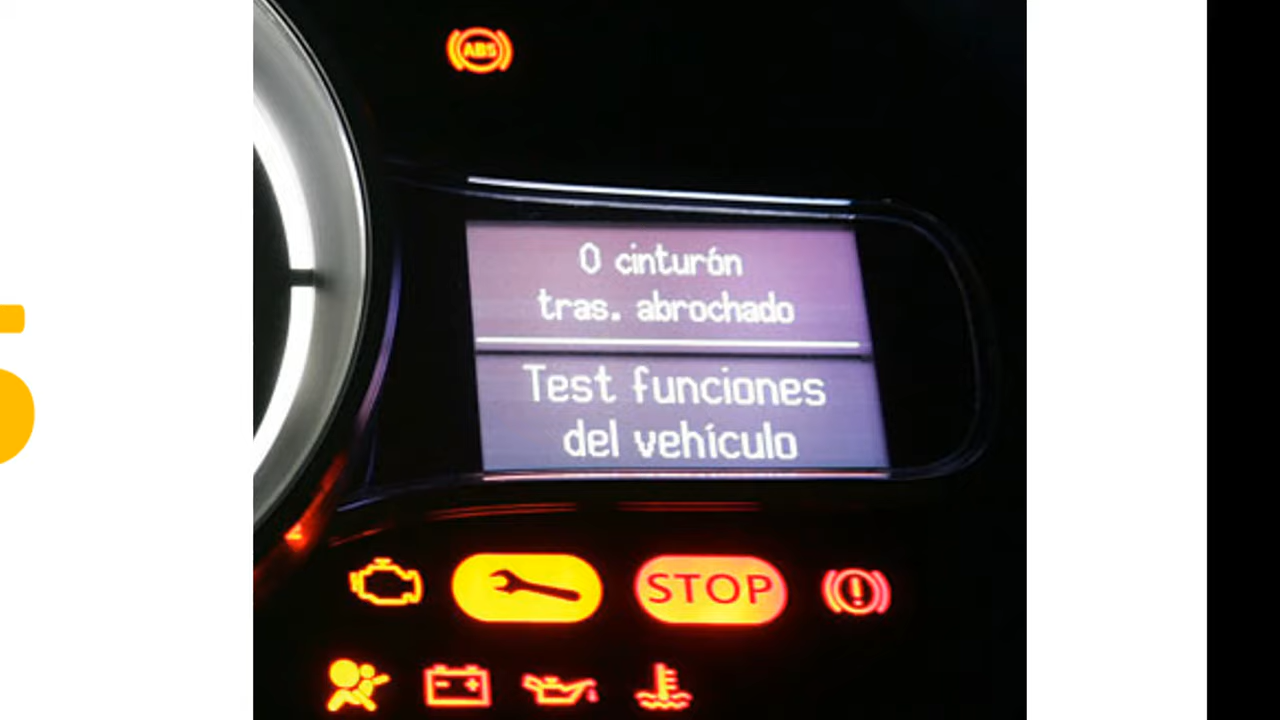 ABS
0 cinturón
tras. abrochado
Test funciones
del vehículo
STOP